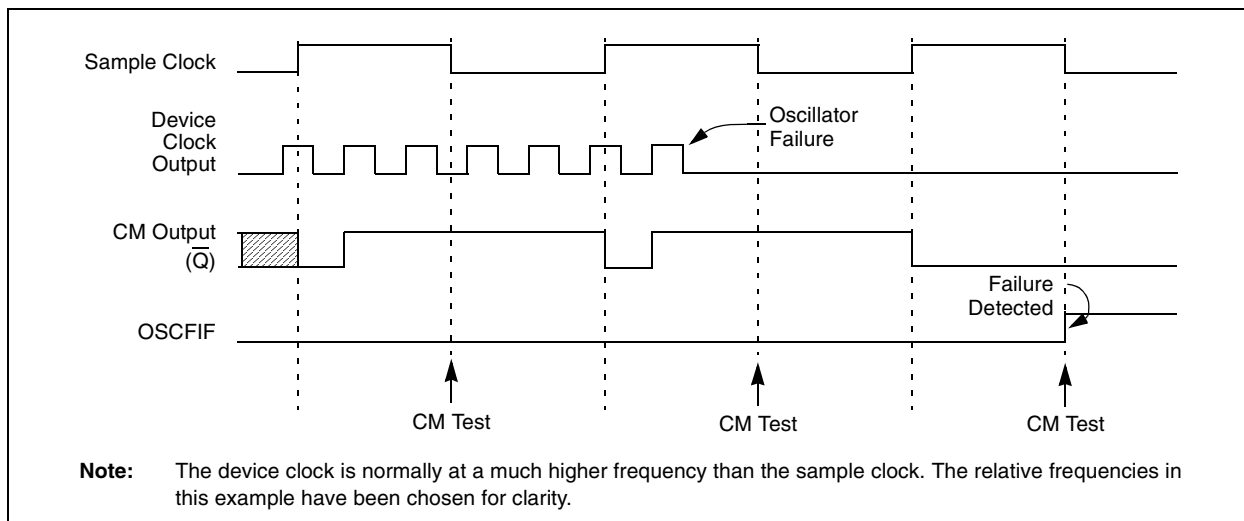 Sample Clock
Device
Clock
Output
Oscillator
Failure
CM Output
(Q̅)
Failure
Detected
OSCFIF
CM Test
CM Test
CM Test
Note: The device clock is normally at a much higher frequency than the sample clock. The relative frequencies in
this example have been chosen for clarity.